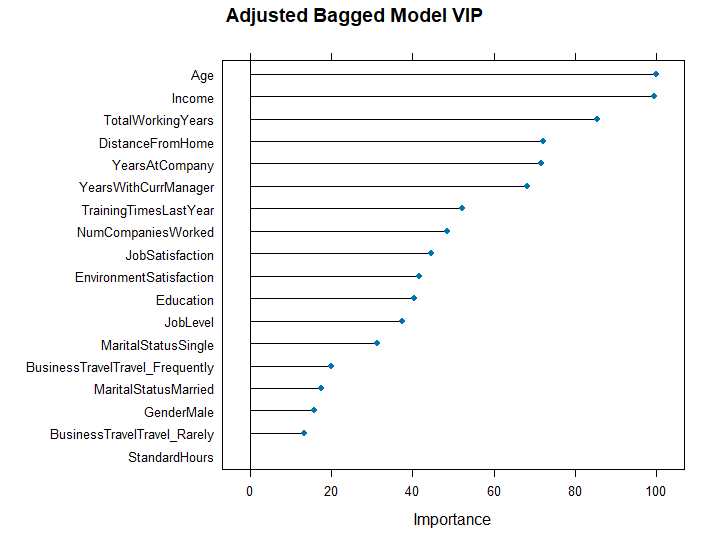 Adjusted Bagged Model VIP
Age
Income
TotalWorkingYears
DistanceFromHome
YearsAtCompany
YearsWithCurrManager
TrainingTimesLastYear
NumCompaniesWorked
JobSatisfaction
EnvironmentSatisfaction
Education
JobLevel
MaritalStatusSingle
BusinessTravelTravel_Frequently
MaritalStatusMarried
GenderMale
BusinessTravelTravel_Rarely
StandardHours
0 20 40 60 80 100
Importance